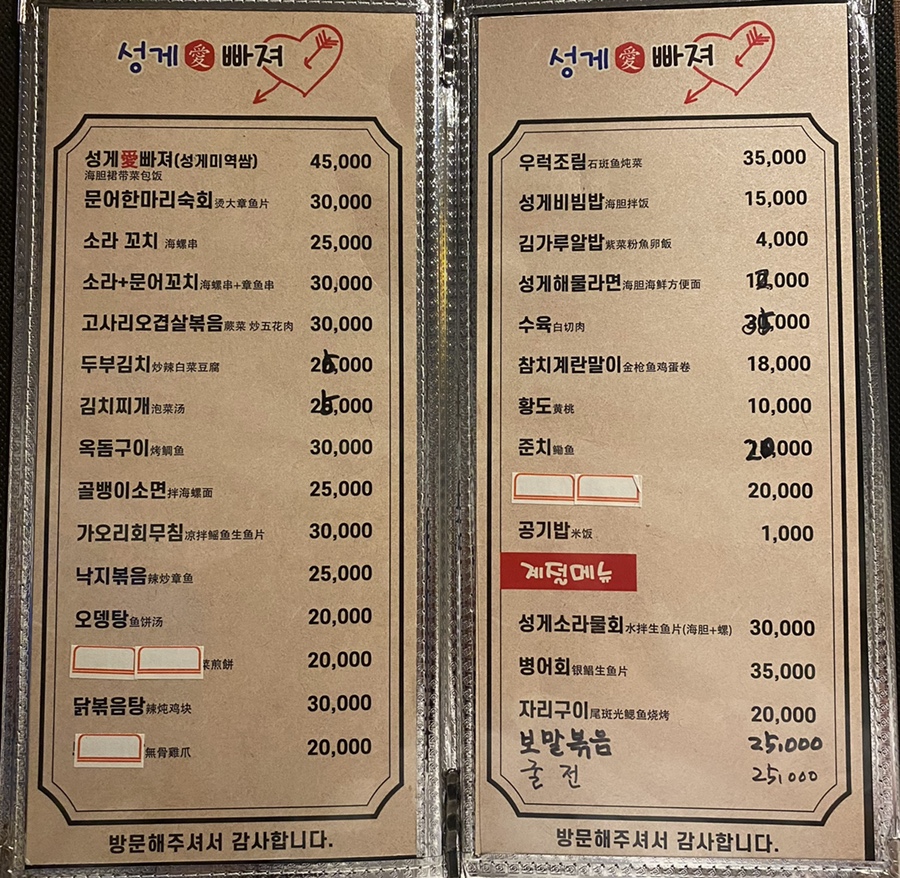 성게 愛 빠져
성게愛빠져(성게미역쌈) 45,000
海胆裙带菜包饭
문어한마리숙회 烫大章鱼片 30,000
소라 꼬치 海螺串 25,000
소라+문어꼬치 海螺串+章鱼串 30,000
고사리오겹살볶음 蕨菜 炒五花肉 30,000
두부김치 炒辣白菜豆腐 25,000
김치찌개 泡菜汤 25,000
옥돔구이 烤鲷鱼 30,000
골뱅이소면 拌海螺面 25,000
가오리회무침 凉拌鳐鱼生鱼片 30,000
낙지볶음 辣炒章鱼 25,000
오뎅탕 鱼饼汤 20,000
菜煎餅 20,000
닭볶음탕 辣炖鸡块 30,000
無骨雞爪 20,000
방문해주셔서 감사합니다.
성게 愛 빠져
우럭조림 石斑鱼炖菜 35,000
성게비빔밥 海胆拌饭 15,000
김가루알밥 紫菜粉魚卵飯 4,000
성게해물라면 海胆海鲜方便面
수육 白切肉 35,000
참치계란말이 金枪鱼鸡蛋卷 18,000
황도 黄桃 10,000
준치 鳓鱼 20,000
20,000
공기밥 米饭 1,000
계절메뉴
성게소라물회 水拌生鱼片(海胆+螺) 30,000
병어회 银鲳生鱼片 35,000
자리구이 尾斑光鳃鱼烧烤 20,000
보말볶음 25,000
굴전 25,000
방문해주셔서 감사합니다.